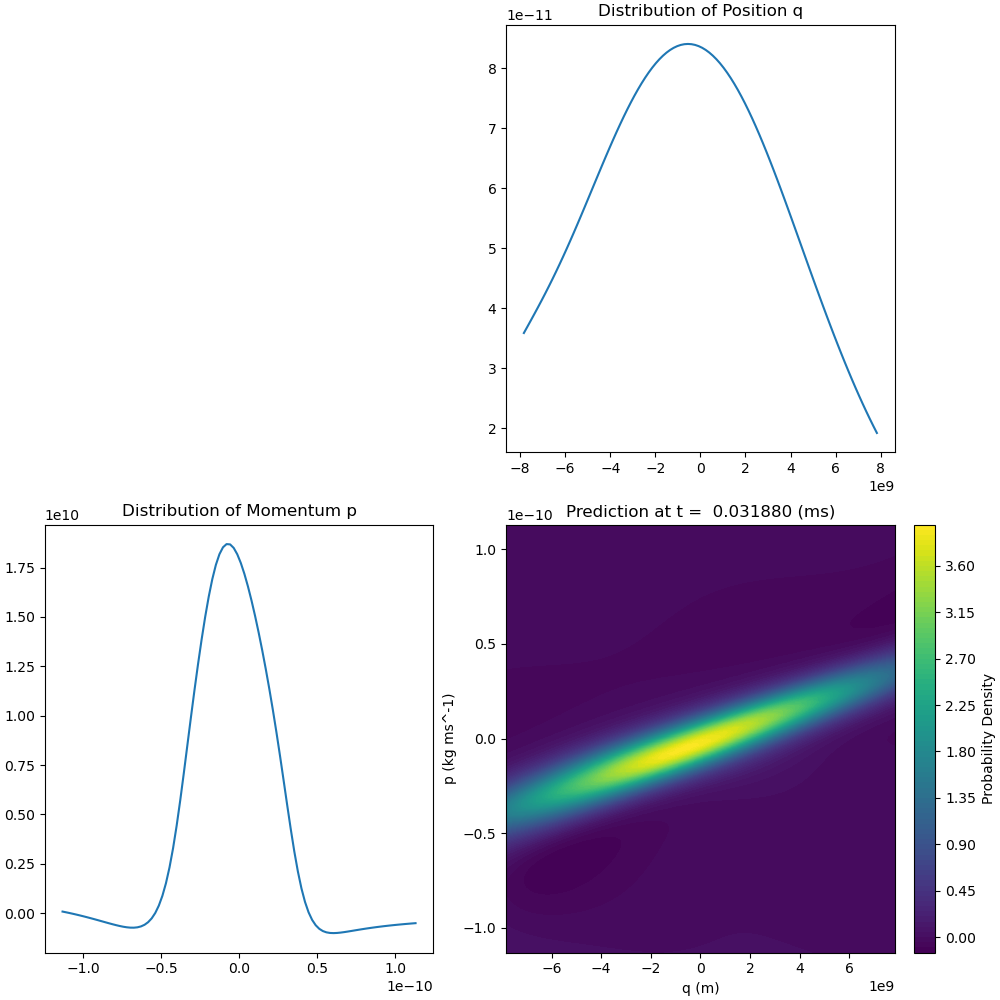 Distribution of Position q
1e−11
8
7
6
5
4
3
2
−8 −6 −4 −2 0 2 4 6 8
1e9
Distribution of Momentum p
1e10
1.75
1.50
1.25
1.00
0.75
0.50
0.25
0.00
−1.0 −0.5 0.0 0.5 1.0
1e−10
Prediction at t =  0.031880 (ms)
1e−10
1.0
0.5
0.0
−0.5
−1.0
p (kg ms^-1)
−6 −4 −2 0 2 4 6
1e9
q (m)
3.60
3.15
2.70
2.25
1.80
1.35
0.90
0.45
0.00
Probability Density